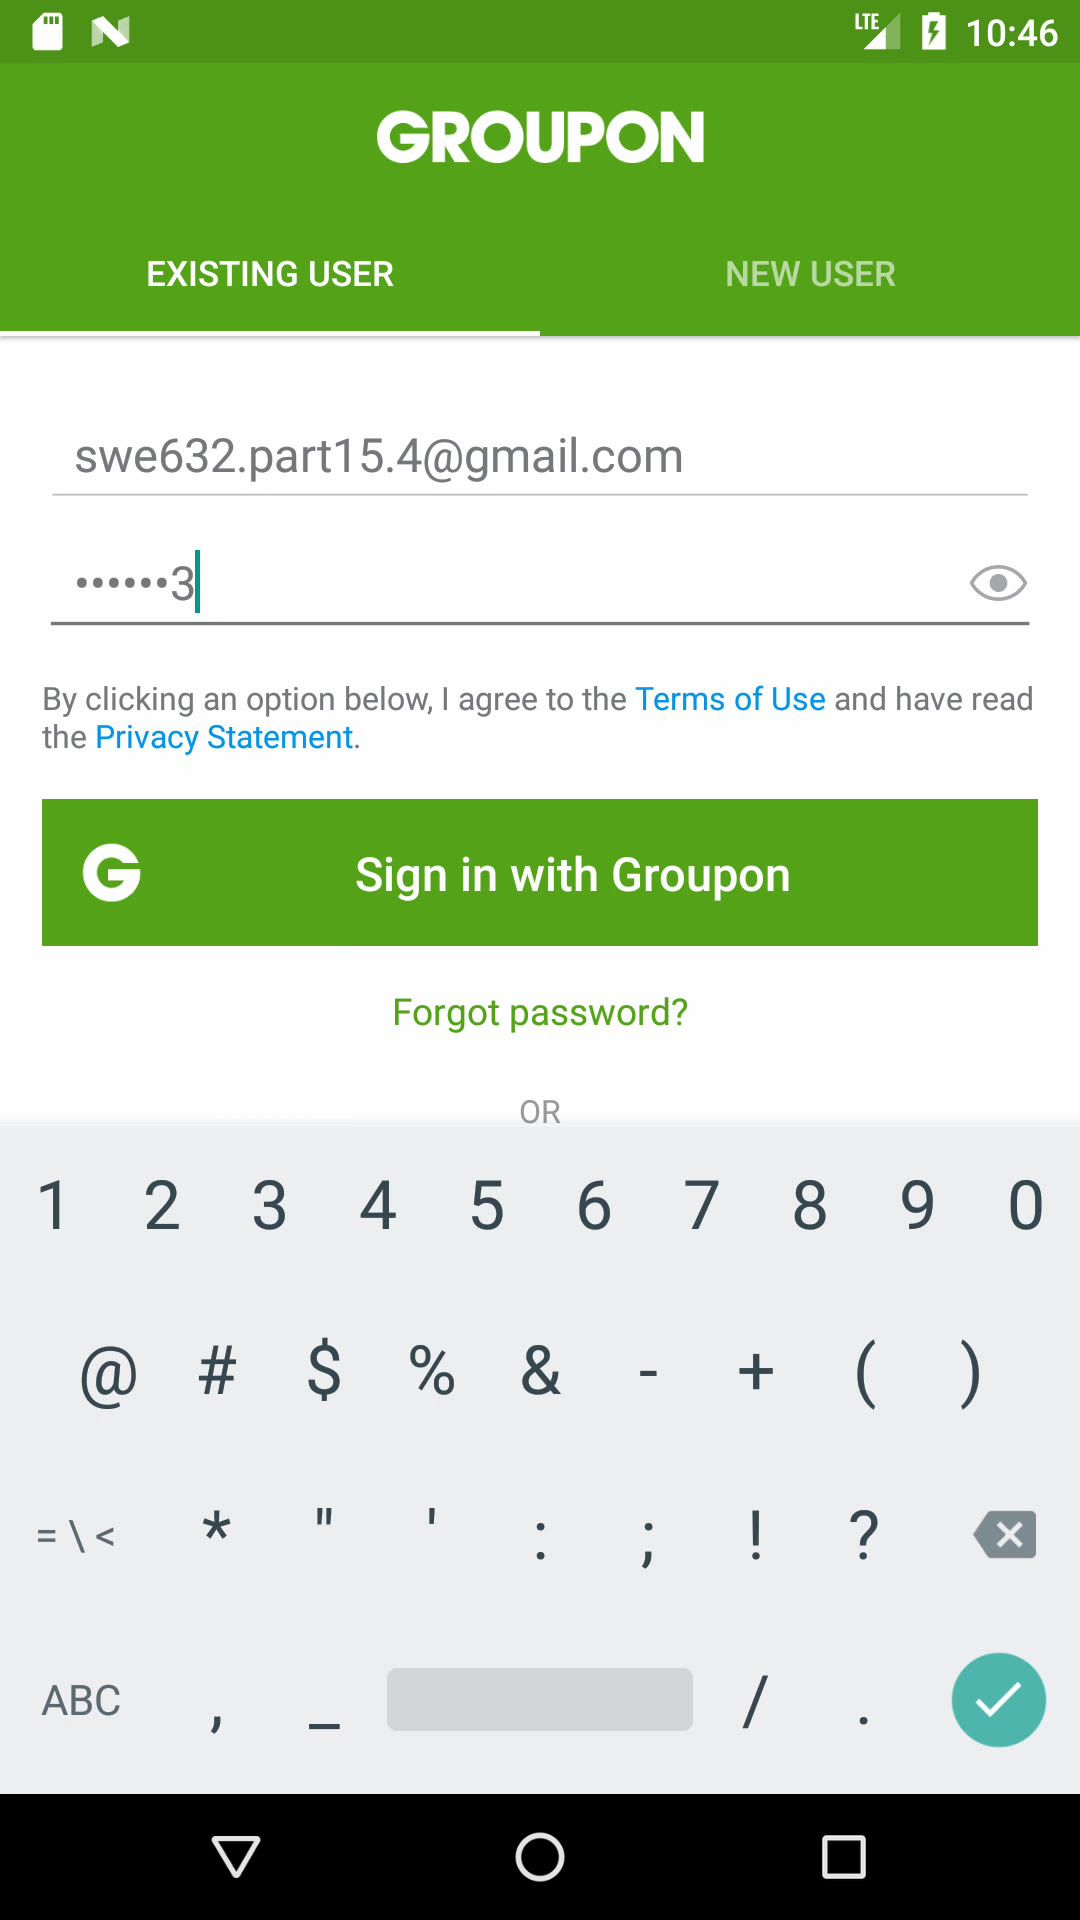 LTE 10:46
GROUPON
EXISTING USER NEW USER
swe632.part15.4@gmail.com
••••••3
By clicking an option below, I agree to the Terms of Use and have read
the Privacy Statement.
G Sign in with Groupon
Forgot password?
OR
1 2 3 4 5 6 7 8 9 0
@ # $ % & - + ( )
= \ < * " ' : ; ! ?
ABC , _ / .